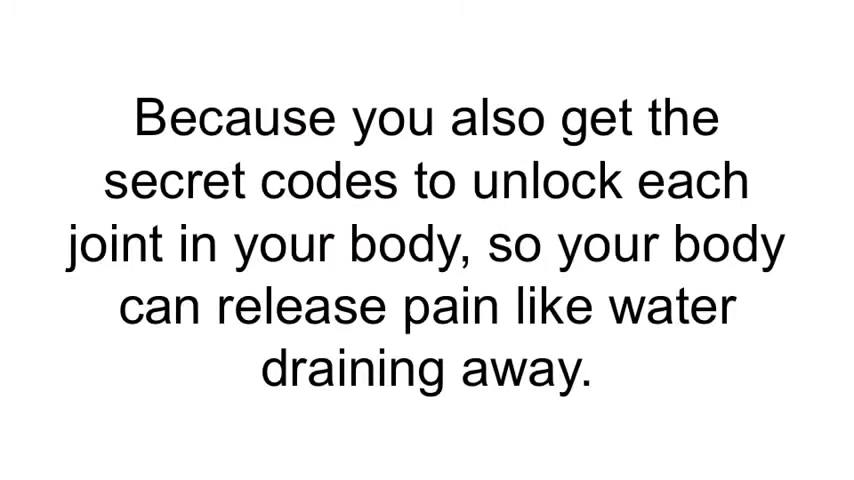 Because you also get the
secret codes to unlock each
joint in your body, so your body
can release pain like water
draining away.